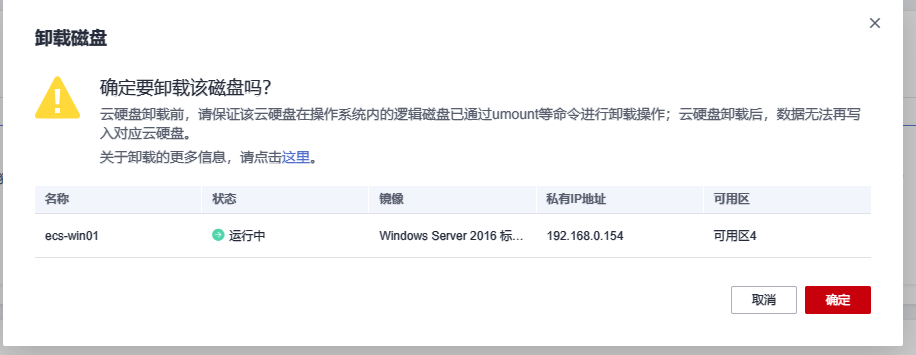 卸载磁盘
确定要卸载该磁盘吗?
云硬盘卸载前，请保证该云硬盘在操作系统内的逻辑磁盘已通过umount等命令进行卸载操作；云硬盘卸载后，数据无法再写
入对应云硬盘。
关于卸载的更多信息，请点击这里。
名称 状态 镜像 私有IP地址 可用区
ecs-win01 运行中 Windows Server 2016 标... 192.168.0.154 可用区4
取消 确定